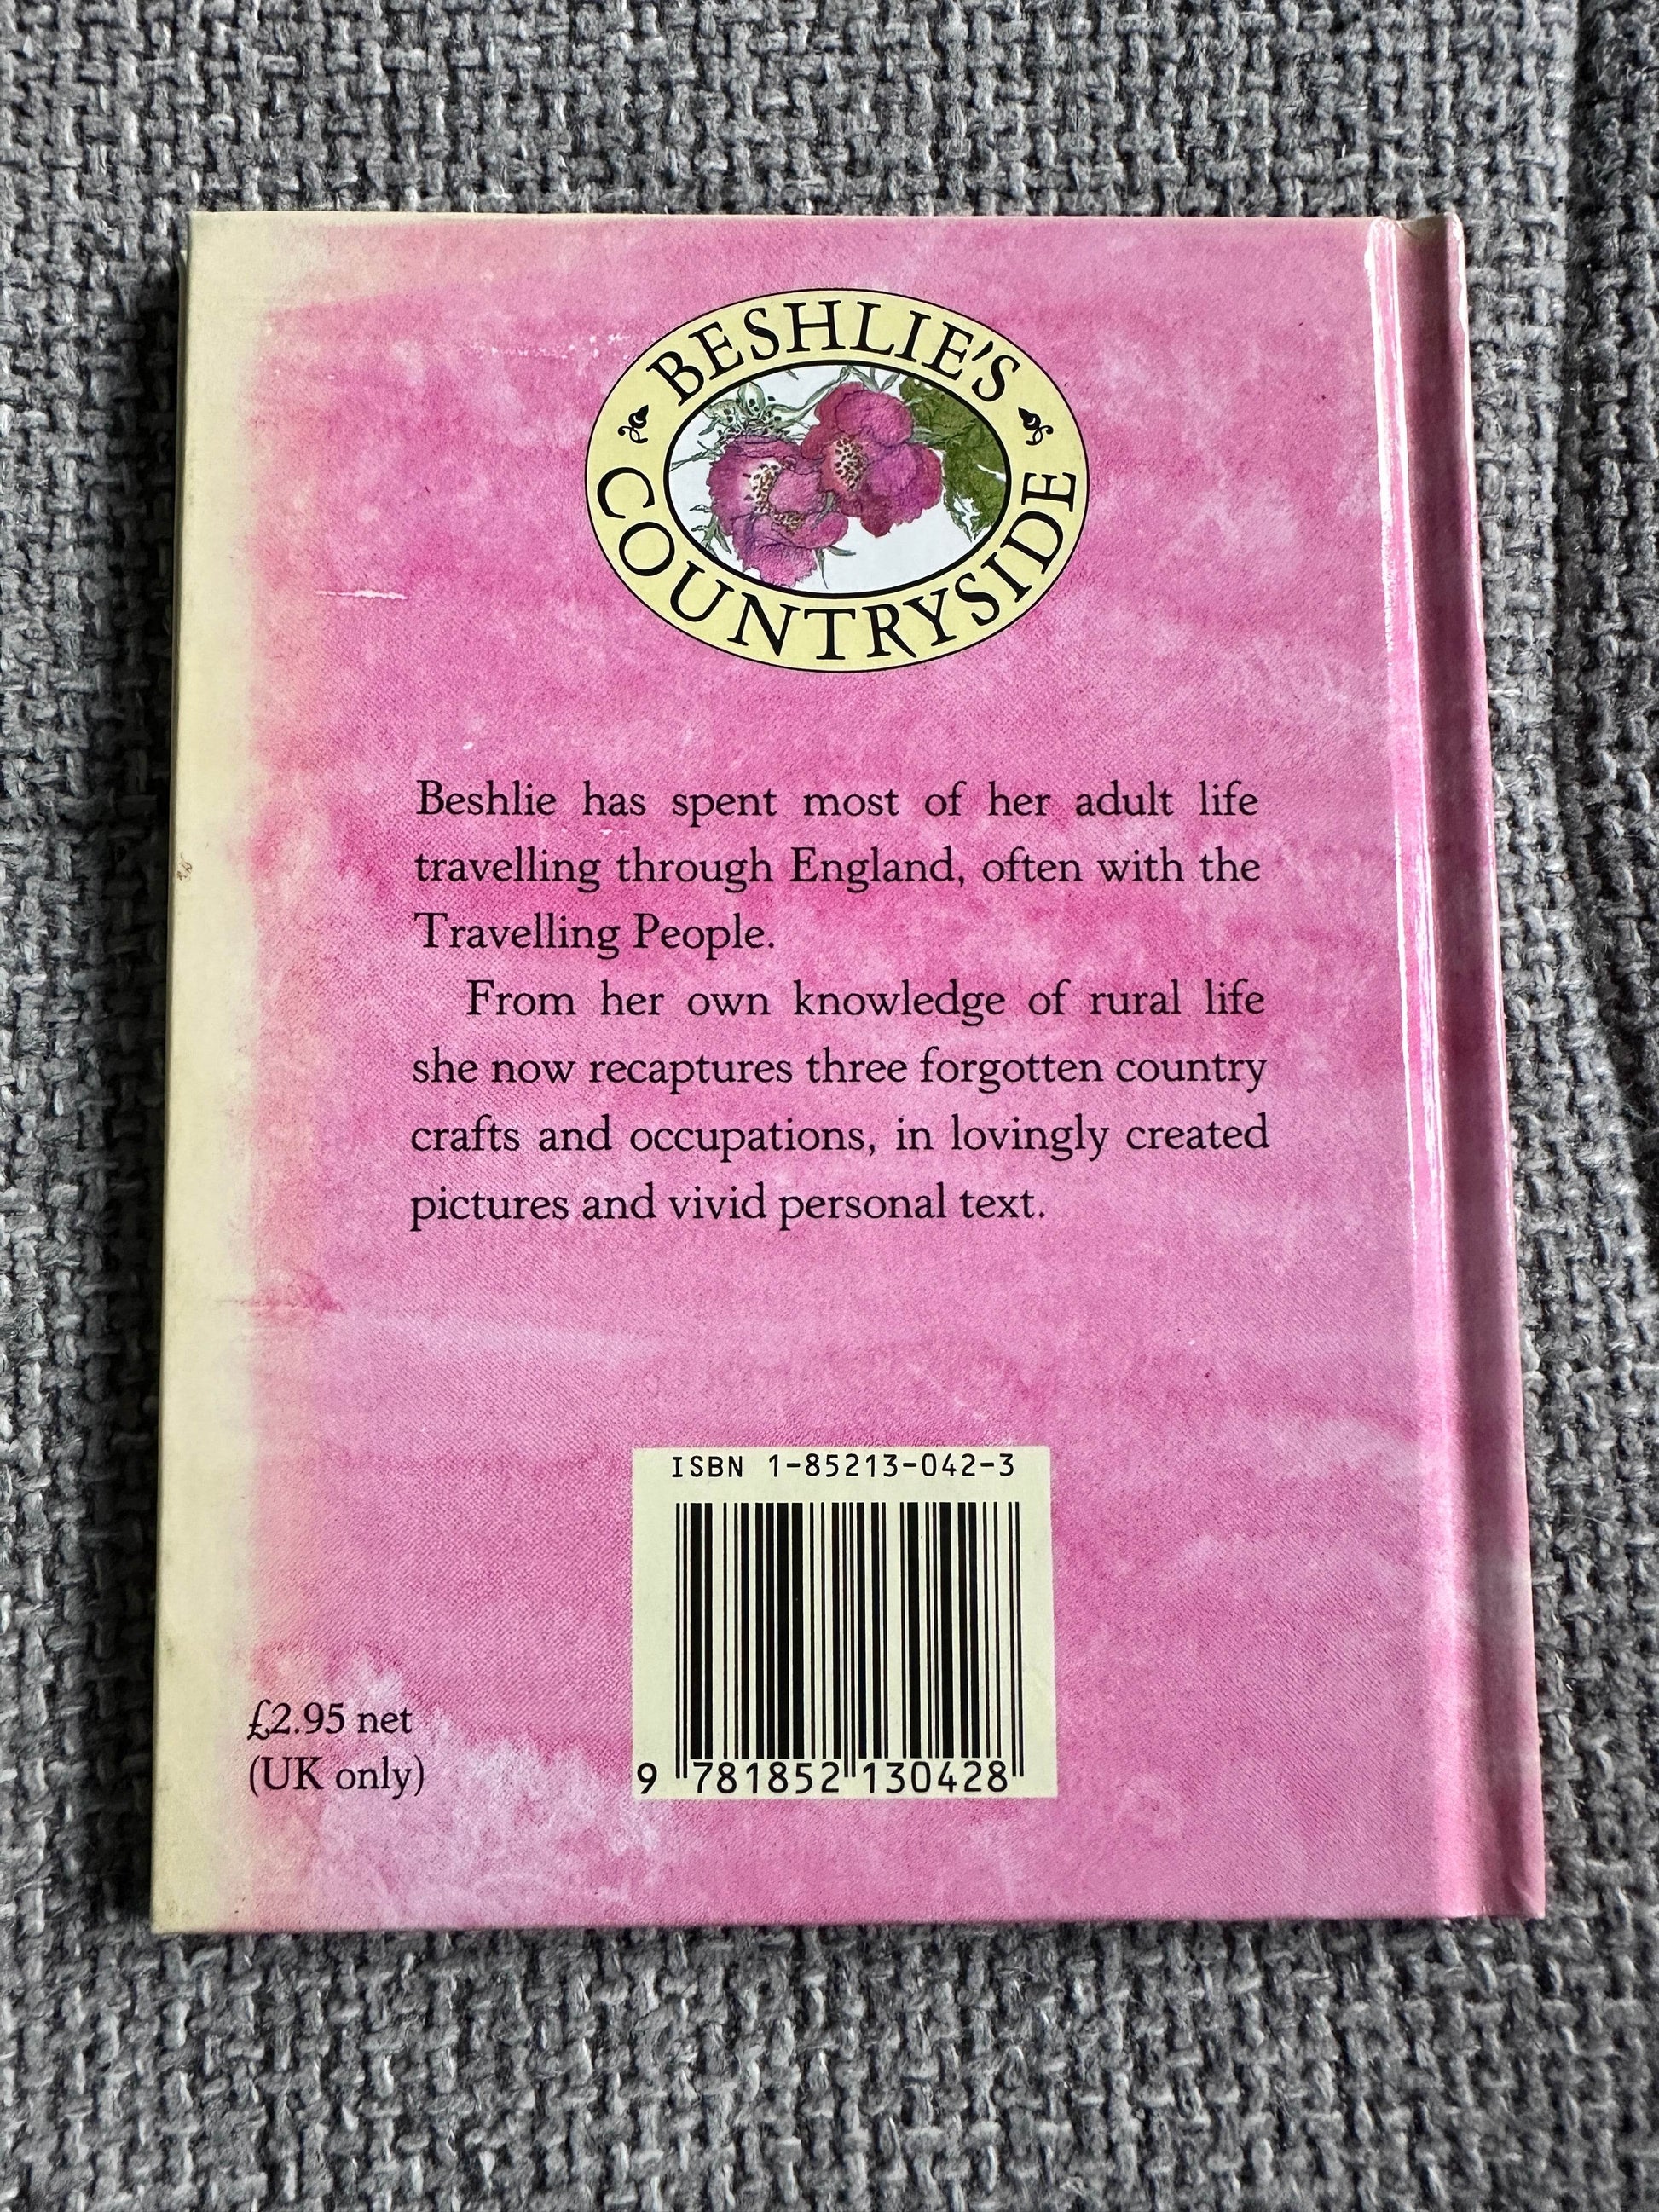 BESHLIE'S
COUNTRYSIDE
Beshlie has spent most of her adult life
travelling through England, often with the
Travelling People.
From her own knowledge of rural life
she now recaptures three forgotten country
crafts and occupations, in lovingly created
pictures and vivid personal text.
ISBN 1-85213-042-3
9 781852 130428
£2.95 net
(UK only)